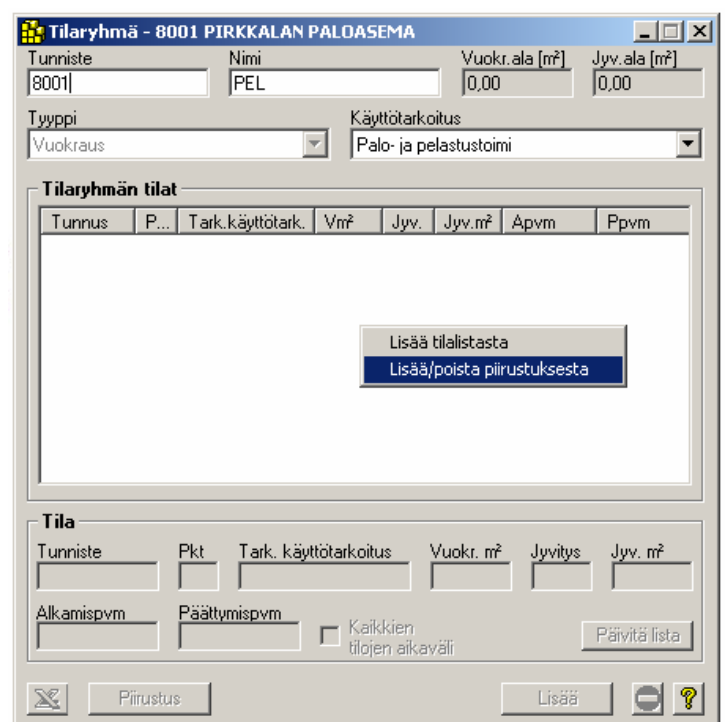 Tilaryhmä - 8001 PIRKKALAN PALOASEMA
Tunniste Nimi Vuokr.ala [m²] Jyv.ala [m²]
8001 PEL 0,00 0,00
Tyyppi Käyttötarkoitus
Vuokraus Palo- ja pelastustoimi
Tilaryhmän tilat
Tunnus P... Tark.käyttötark. Vm² Jyv. Jyv.m² Apvm Ppvm
Lisää tilalistasta
Lisää/poista piirustuksesta
Tila
Tunniste Pkt Tark. käyttötarkoitus Vuokr. m² Jyvitys Jyv. m²
Alkamispvm Päättymispvm
Kaikkien
tilojen aikaväli
Päivitä lista
Piirustus Lisää